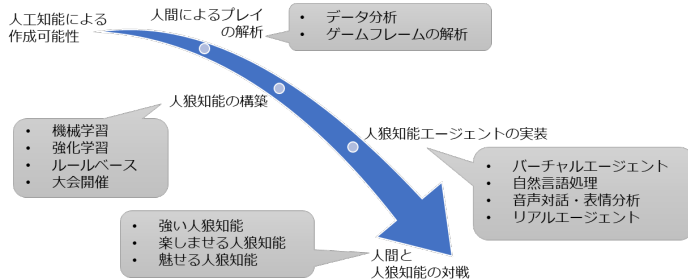 人工知能による
作成可能性
人間によるプレイ
の解析
• データ分析
• ゲームフレームの解析
人狼知能の構築
• 機械学習
• 強化学習
• ルールベース
• 大会開催
人狼知能エージェントの実装
• バーチャルエージェント
• 自然言語処理
• 音声対話・表情分析
• リアルエージェント
• 強い人狼知能
• 楽しませる人狼知能
• 魅せる人狼知能
人間と
人狼知能の対戦